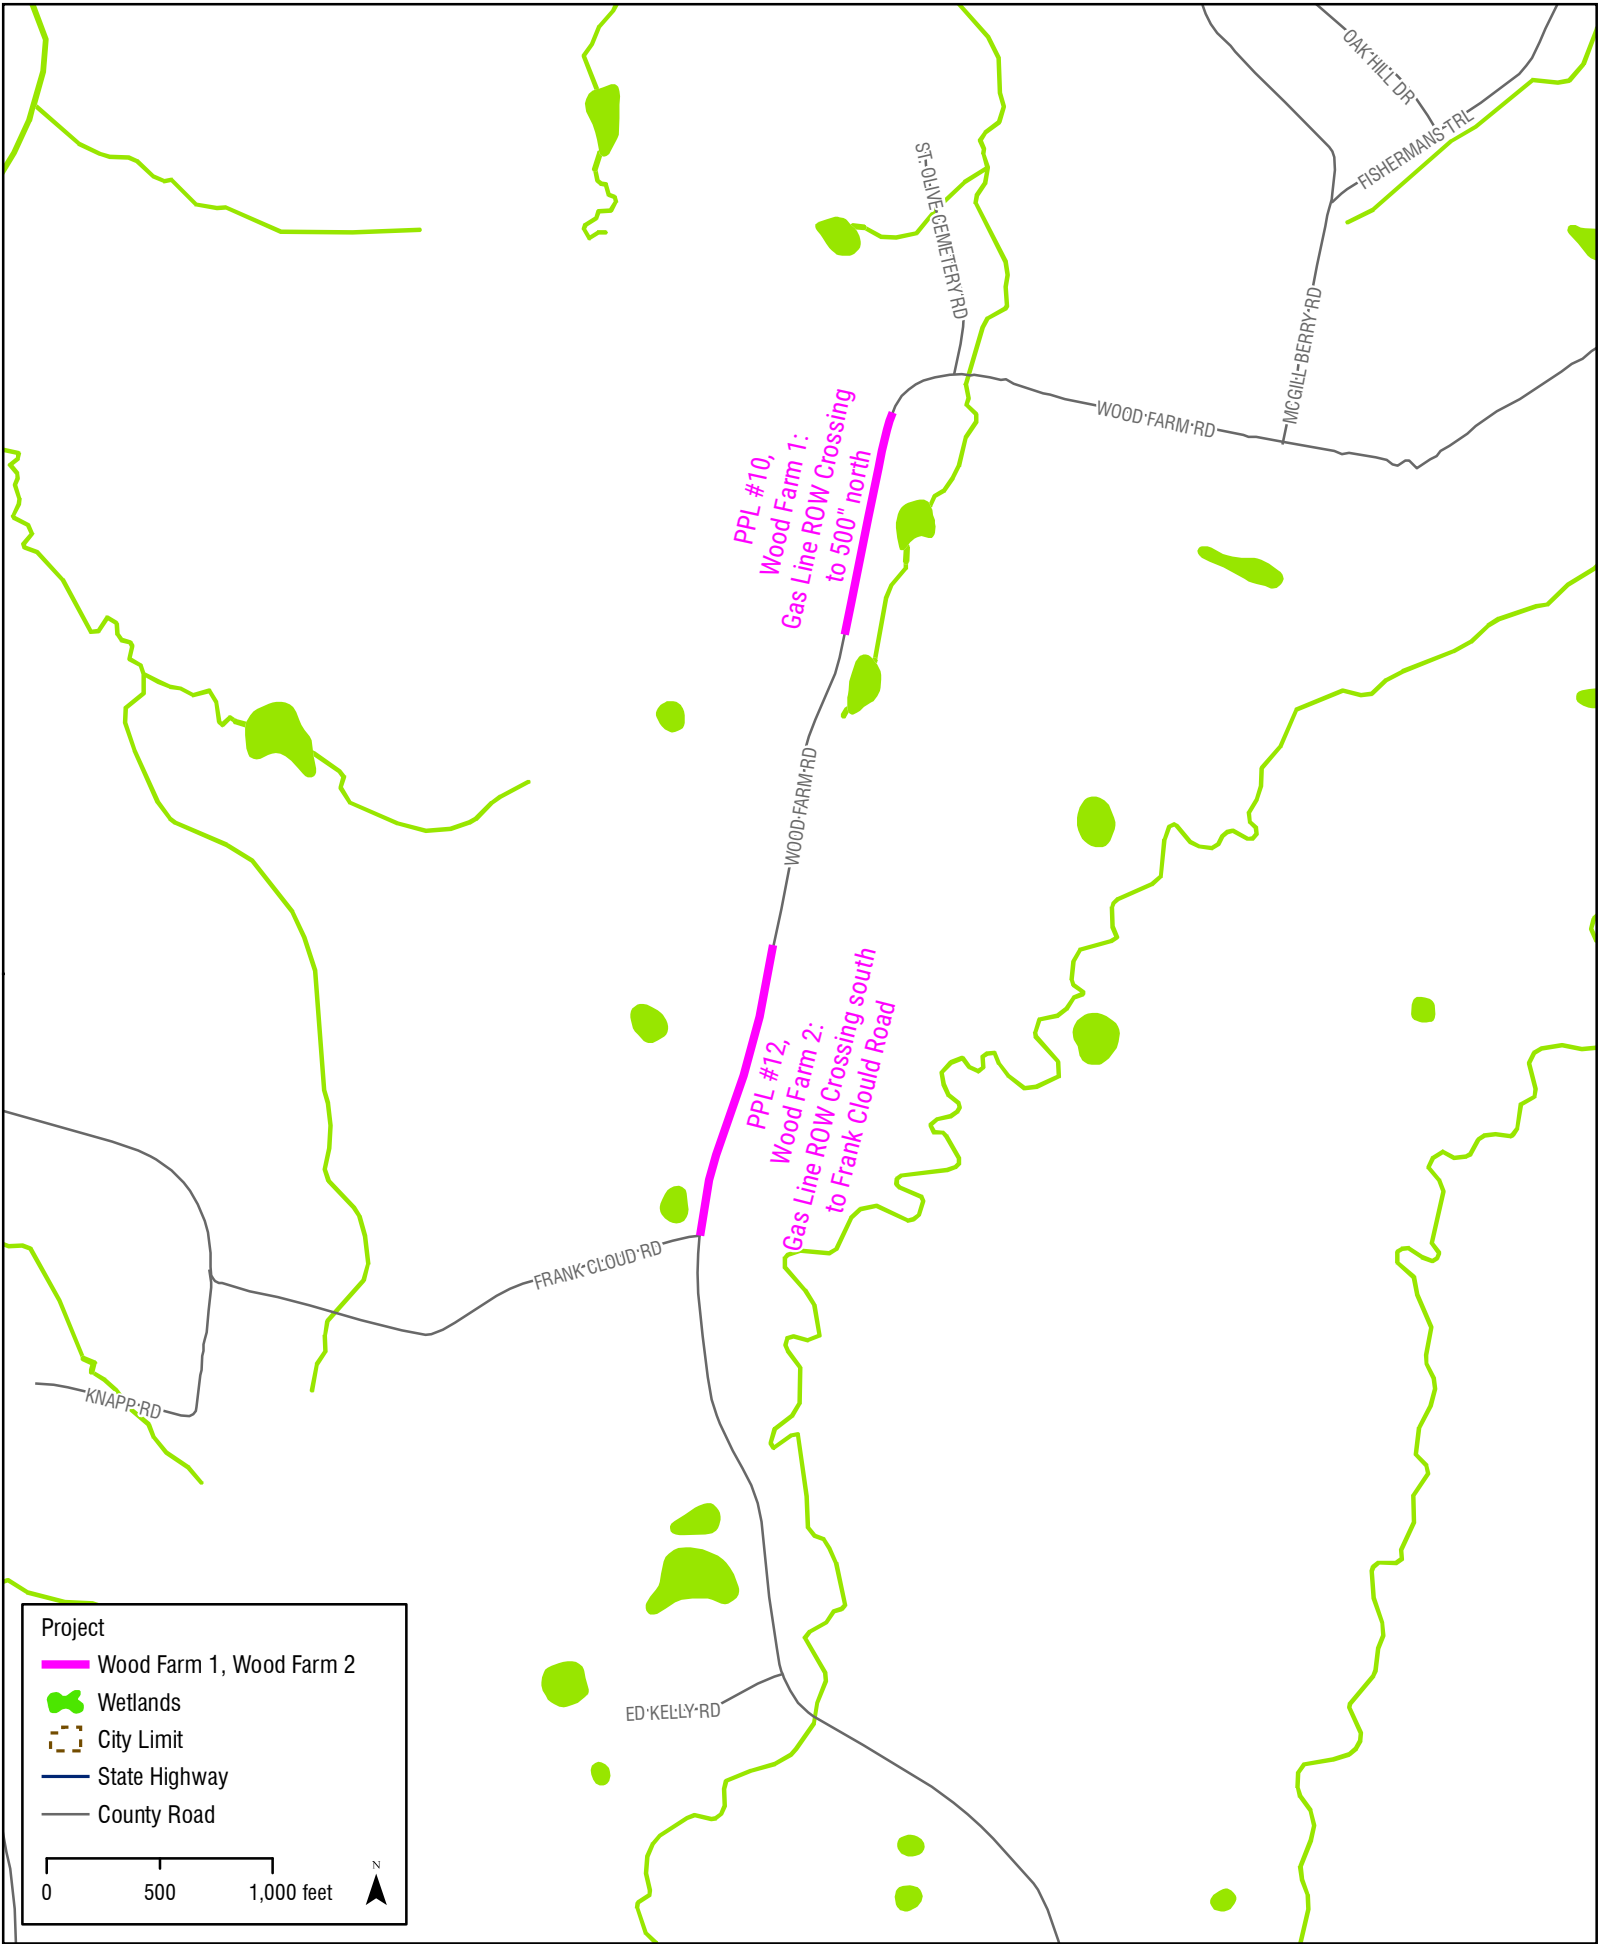 OAK HILL DR
FISHERMANS TRL
ST. OLIVE CEMETERY RD
MCGILL BERRY RD
WOOD FARM RD
PPL #10,
Wood Farm 1:
Gas Line ROW Crossing
to 500" north
WOOD FARM RD
PPL #12,
Wood Farm 2:
Gas Line ROW Crossing south
to Frank Clould Road
FRANK CLOUD RD
KNAPP RD
ED KELLY RD
Project
Wood Farm 1, Wood Farm 2
Wetlands
City Limit
State Highway
County Road
N
0 500 1,000 feet